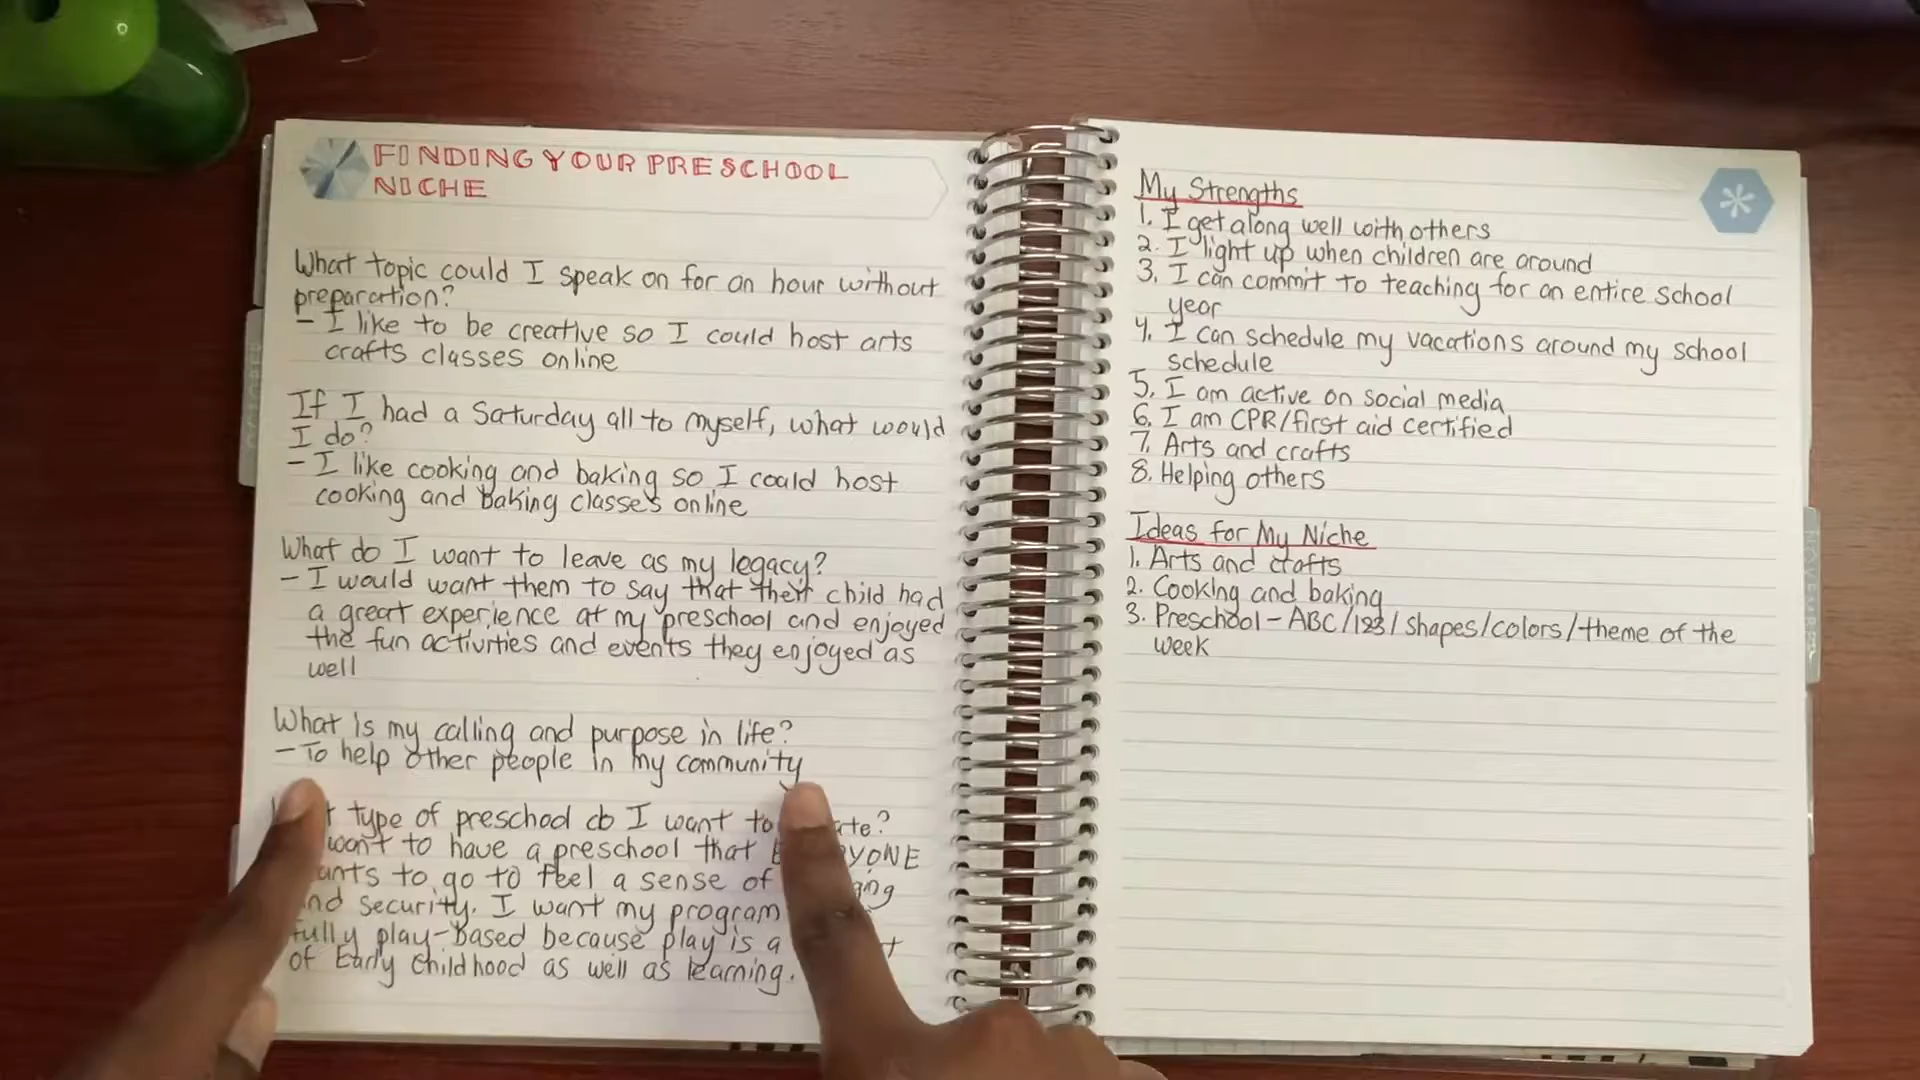 FINDING YOUR PRESCHOOL
NICHE
What topic could I speak on for an hour without
preparation?
- I like to be creative so I could host arts
crafts classes online
If I had a Saturday all to myself, what would
I do?
- I like cooking and baking so I could host
cooking and baking classes online
What do I want to leave as my legacy?
- I would want them to say that their child had
a great experience at my preschool and enjoyed
the fun activities and events they enjoyed as
well
What is my calling and purpose in life?
- To help other people in my community
type of preschool do I want to
want to have a preschool that
to go to feel a sense of
and security. I want my program
fully play-based because play is a
of Early Childhood as well as learning.
My Strengths
1. I get along well with others
2. I light up when children are around
3. I can commit to teaching for an entire school
year
4. I can schedule my vacations around my school
schedule
5. I am active on social media
6. I am CPR/first aid certified
7. Arts and crafts
8. Helping others
Ideas for My Niche
1. Arts and crafts
2. Cooking and baking
3. Preschool - ABC/123/shapes/colors/theme of the
week